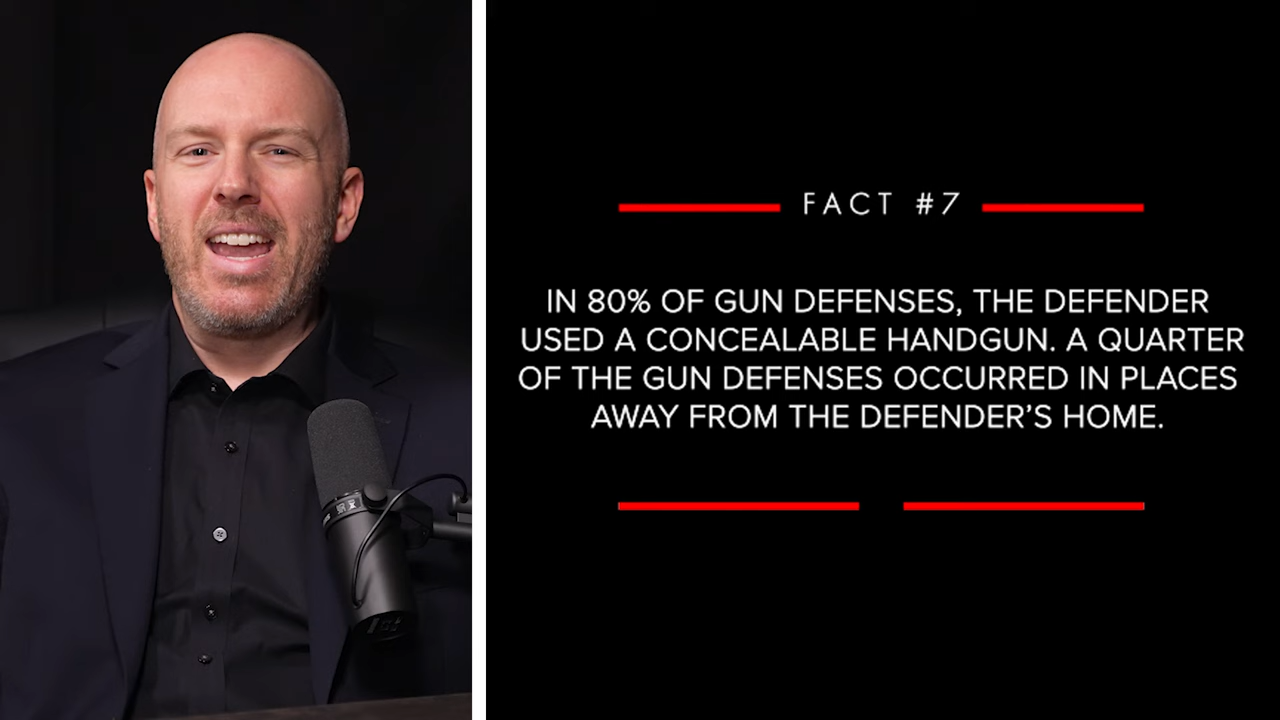 FACT #7
IN 80% OF GUN DEFENSES, THE DEFENDER
USED A CONCEALABLE HANDGUN. A QUARTER
OF THE GUN DEFENSES OCCURRED IN PLACES
AWAY FROM THE DEFENDER’S HOME.